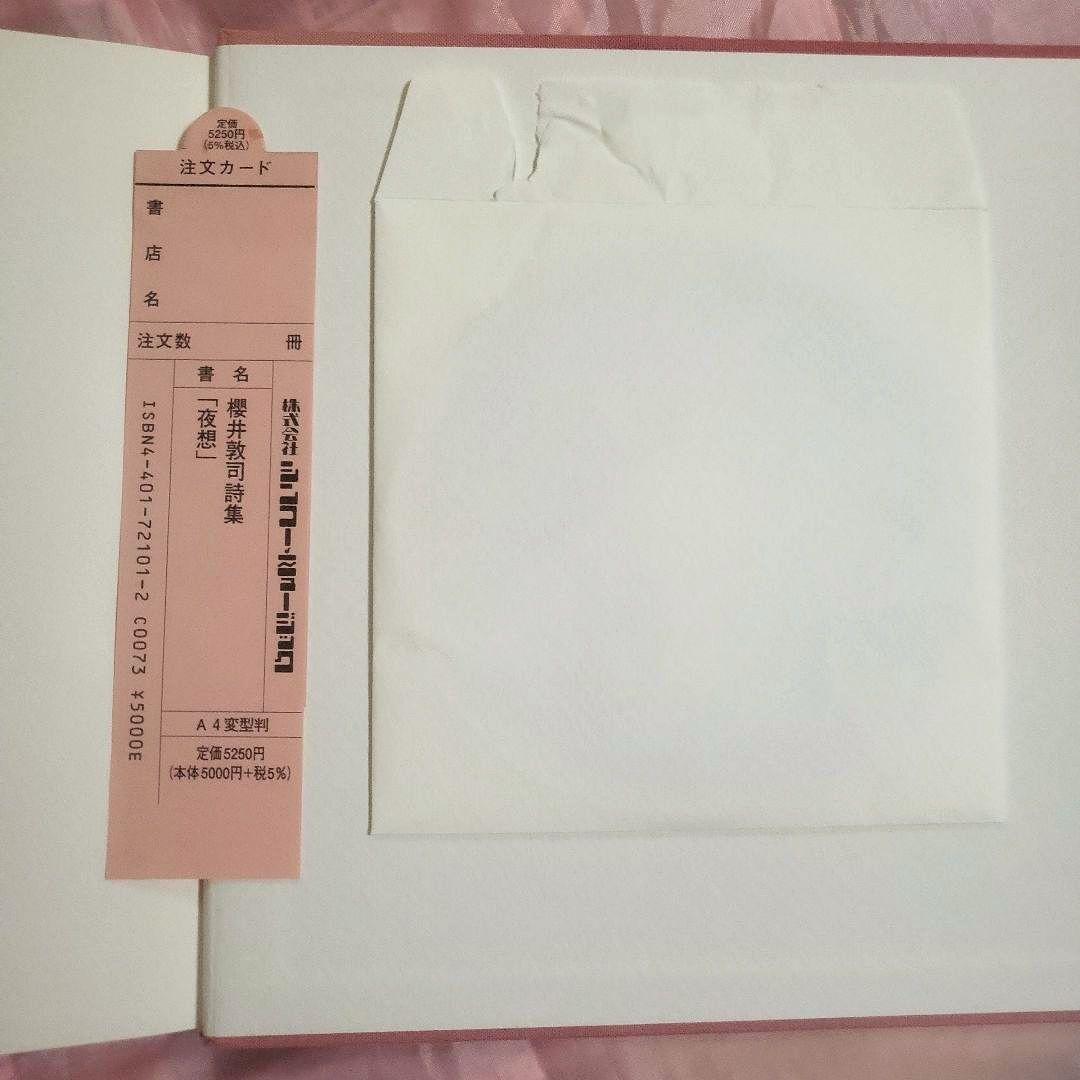 定価
5250円
(5%税込)
注文カード
書店名
注文数 冊
書名
株式会社シンコーミュージック
櫻井敦司詩集
「夜想」
ISBN4-401-72101-2 C0073 ¥5000E
A4変型判
定価5250円
(本体5000円+税5%)